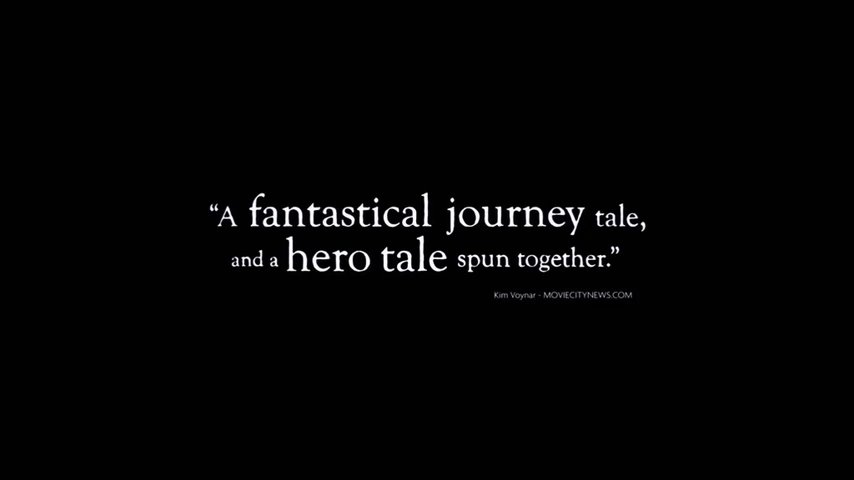 “A fantastical journey tale,
and a hero tale spun together.”
Kim Voynar - MOVIECITYNEWS.COM